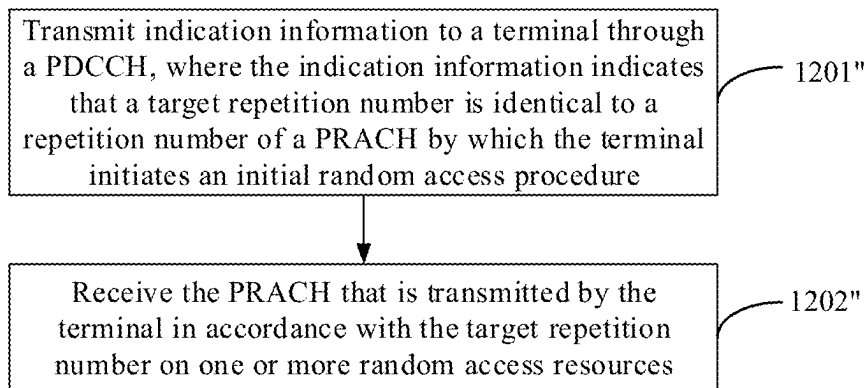 Transmit indication information to a terminal through
a PDCCH, where the indication information indicates
that a target repetition number is identical to a
repetition number of a PRACH by which the terminal
initiates an initial random access procedure
1201"
Receive the PRACH that is transmitted by the
terminal in accordance with the target repetition
number on one or more random access resources
1202"